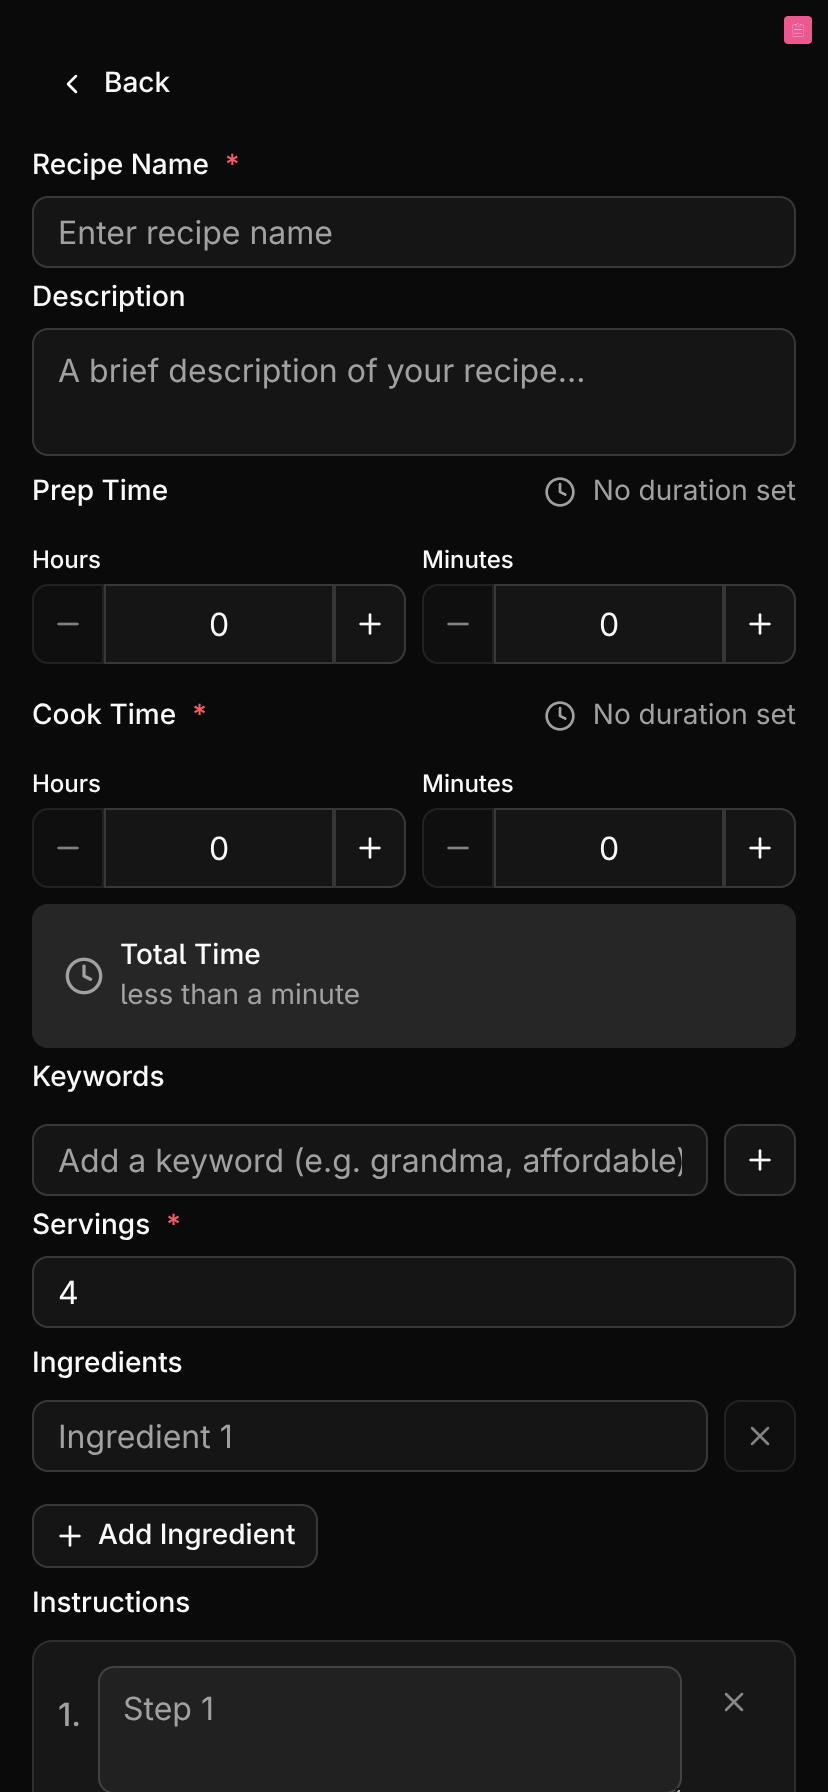 Back
Recipe Name *
Enter recipe name
Description
A brief description of your recipe...
Prep Time No duration set
Hours Minutes
0 0
Cook Time * No duration set
Hours Minutes
0 0
Total Time
less than a minute
Keywords
Add a keyword (e.g. grandma, affordable)
Servings *
4
Ingredients
Ingredient 1
Add Ingredient
Instructions
1. Step 1